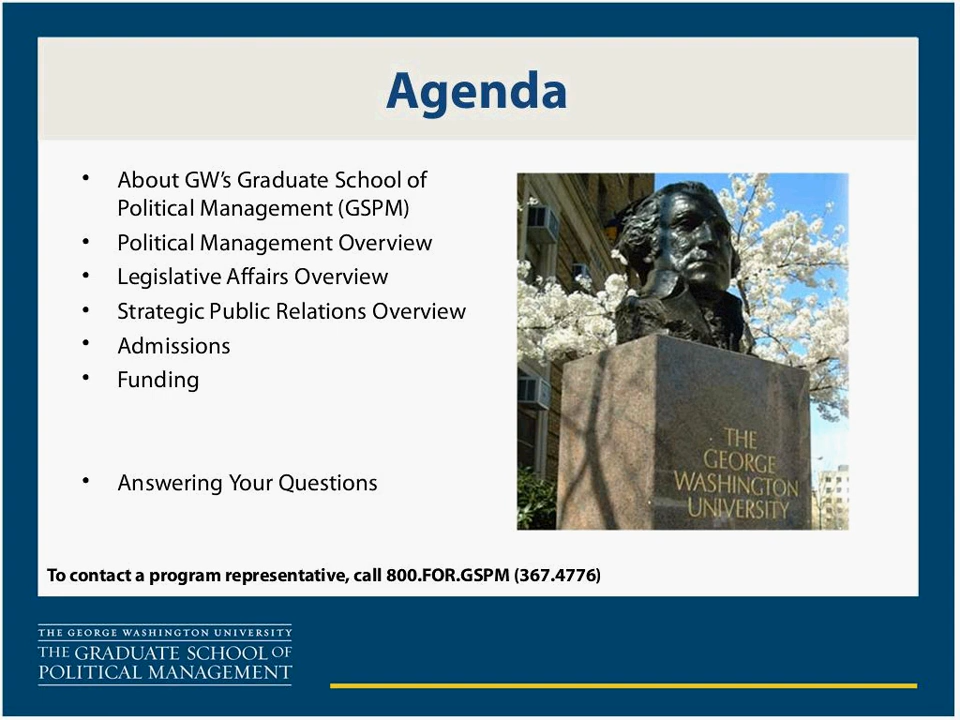 Agenda
• About GW’s Graduate School of
Political Management (GSPM)
• Political Management Overview
• Legislative Affairs Overview
• Strategic Public Relations Overview
• Admissions
• Funding
• Answering Your Questions
THE
GEORGE
WASHINGTON
UNIVERSITY
To contact a program representative, call 800.FOR.GSPM (367.4776)
THE GEORGE WASHINGTON UNIVERSITY
THE GRADUATE SCHOOL OF
POLITICAL MANAGEMENT